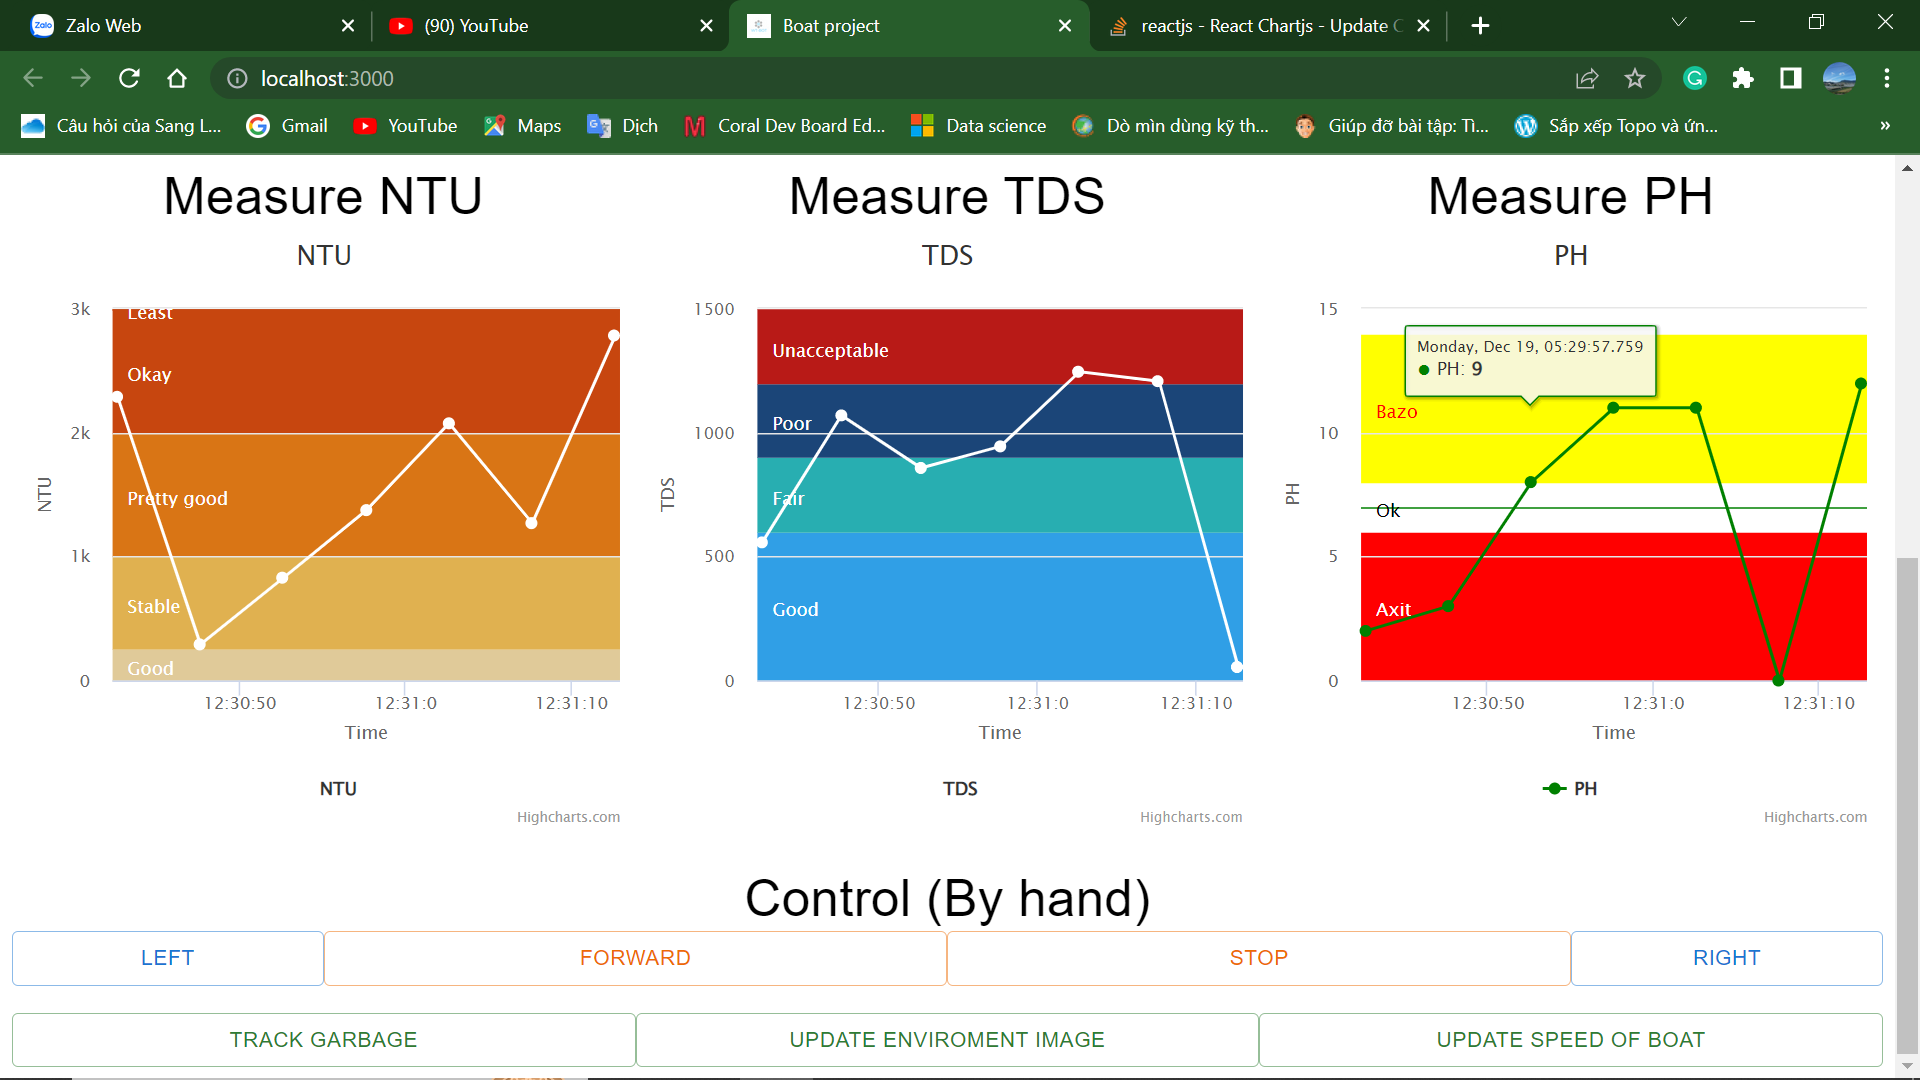 Zalo Web
(90) YouTube
Boat project
reactjs - React Chartjs - Update C
localhost:3000
Câu hỏi của Sang L...
Gmail
YouTube
Maps
Dịch
Coral Dev Board Ed...
Data science
Dò mìn dùng kỹ th...
Giúp đỡ bài tập: Tì...
Sắp xếp Topo và ứn...
»
Measure NTU
NTU
3k
2k
1k
0
NTU
Least
Okay
Pretty good
Stable
Good
12:30:50
12:31:0
12:31:10
Time
NTU
Highcharts.com
Measure TDS
TDS
1500
1000
500
0
TDS
Unacceptable
Poor
Fair
Good
12:30:50
12:31:0
12:31:10
Time
TDS
Highcharts.com
Measure PH
PH
15
10
5
0
PH
Monday, Dec 19, 05:29:57.759
PH: 9
Bazo
Ok
Axit
12:30:50
12:31:0
12:31:10
Time
PH
Highcharts.com
Control (By hand)
LEFT
FORWARD
STOP
RIGHT
TRACK GARBAGE
UPDATE ENVIROMENT IMAGE
UPDATE SPEED OF BOAT